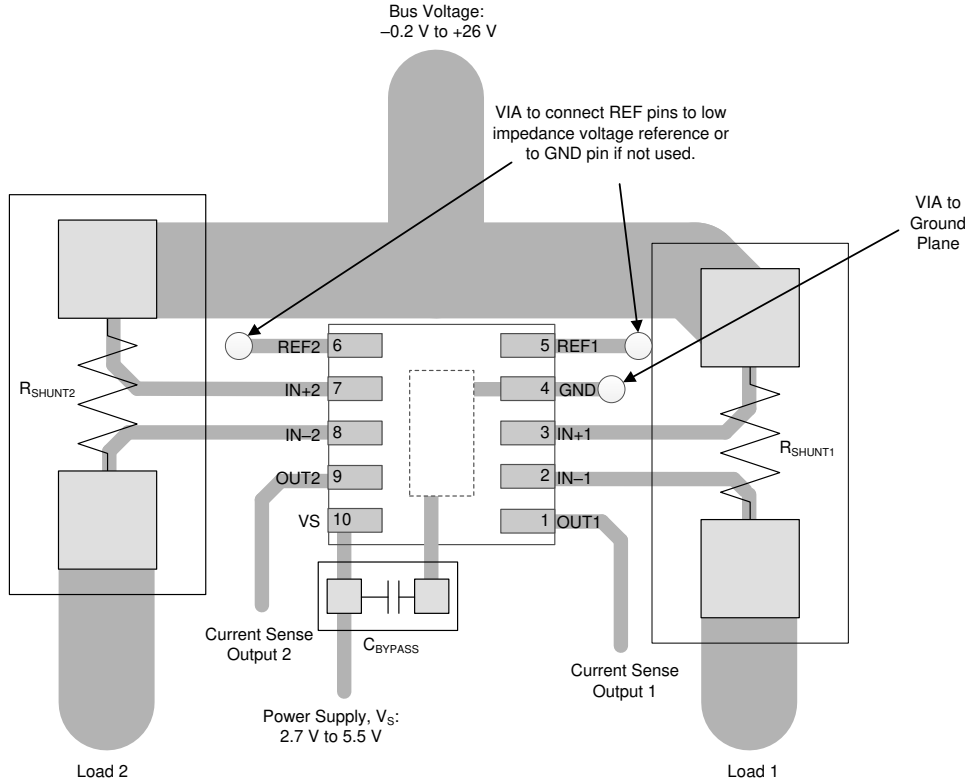 Bus Voltage:
–0.2 V to +26 V
VIA to connect REF pins to low
impedance voltage reference or
to GND pin if not used.
VIA to
Ground
Plane
REF2 6
5 REF1
IN+2 7
4 GND
RSHUNT2
IN–2 8
3 IN+1
RSHUNT1
OUT2 9
2 IN–1
VS 10
1 OUT1
CBYPASS
Current Sense
Output 2
Current Sense
Output 1
Power Supply, VS:
2.7 V to 5.5 V
Load 2
Load 1